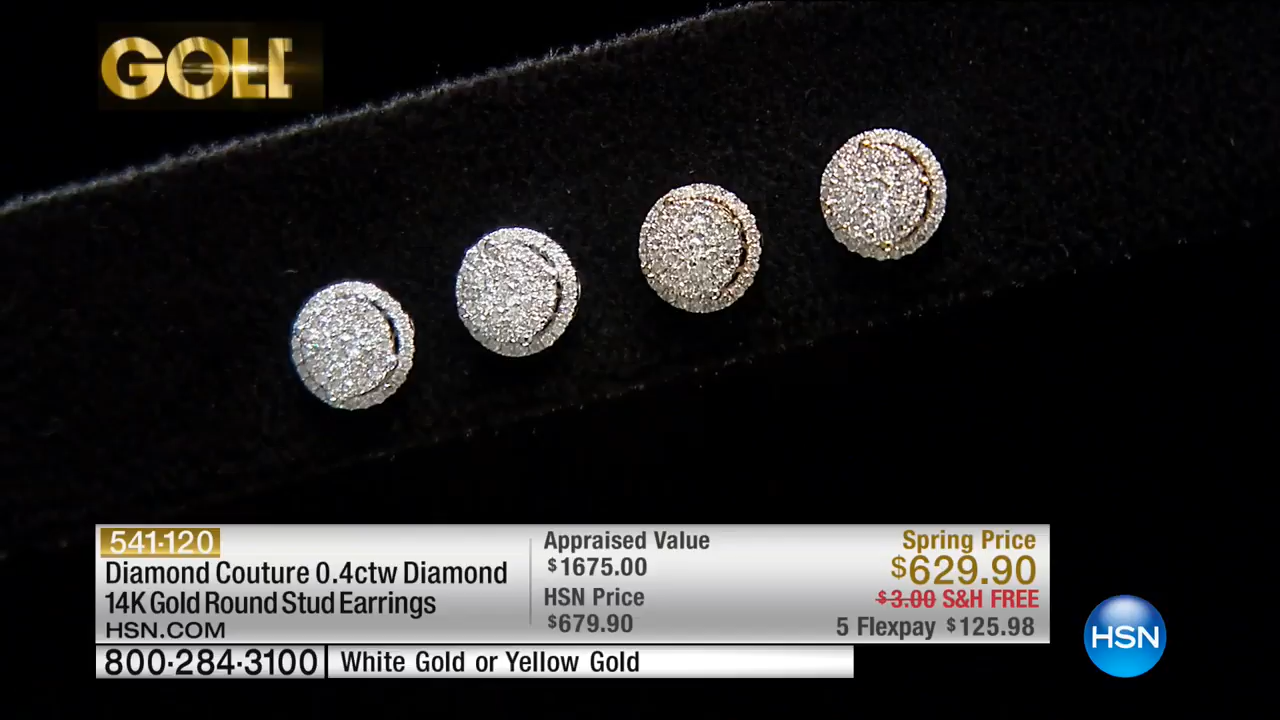 GOLD
541-120
Diamond Couture 0.4ctw Diamond
14K Gold Round Stud Earrings
HSN.COM
Appraised Value
$1675.00
HSN Price
$679.90
Spring Price
$629.90
$3.00 S&H FREE
5 Flexpay $125.98
800·284·3100
White Gold or Yellow Gold
HSN